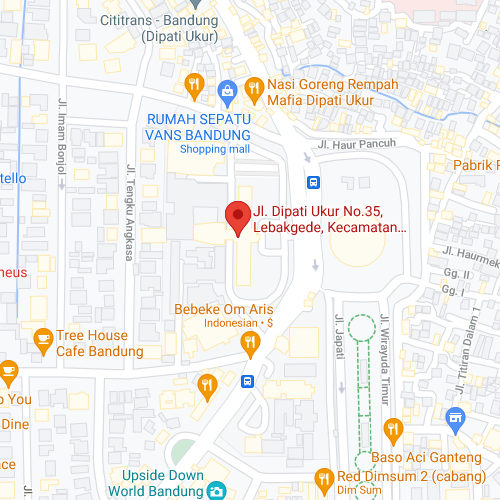 Cititrans - Bandung
(Dipati Ukur)
Nasi Goreng Rempah
Mafia Dipati Ukur
RUMAH SEPATU
VANS BANDUNG
Shopping mall
Jl. Imam Bonjol
Jl. Tengku Angkasa
Jl. Haur Pancuh
Pabrik
tello
Jl. Dipati Ukur No.35,
Lebakgede, Kecamatan...
Jl. Haurmek
Gg. II
Gg. I
neus
Bebeke Om Aris
Indonesian • $
Tree House
Cafe Bandung
Jl. Japati
Jl. Wirayuda Timur
Jl. Titiran Dalam 1
p You
Dine
ace
Baso Aci Ganteng
Upside Down
World Bandung
Red Dimsum 2 (cabang)
Dim Sum